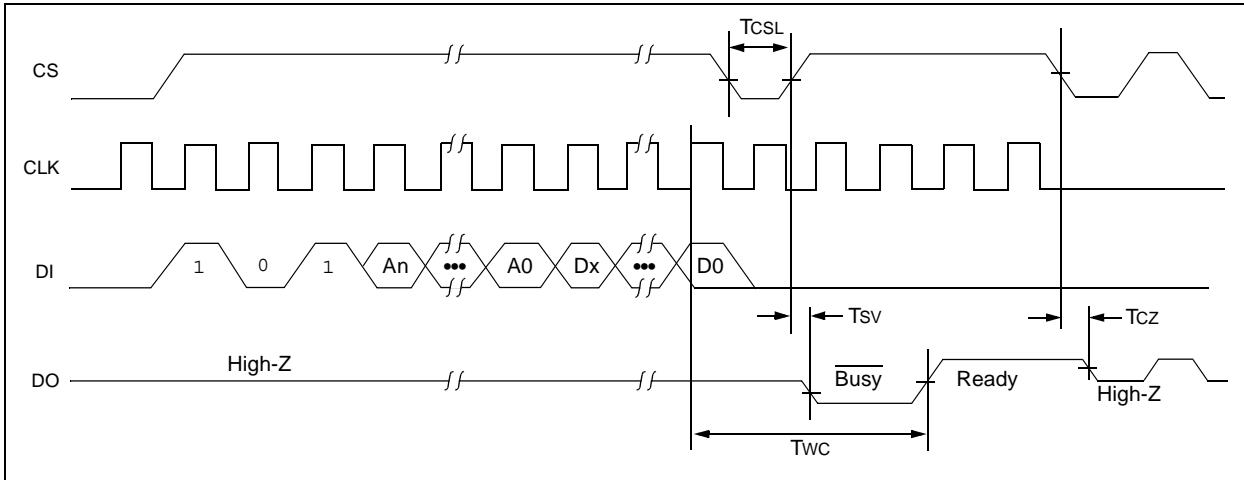 TCSL
CS
CLK
DI
1 0 1 An ••• A0 Dx ••• D0
TSV
TCZ
High-Z
DO
Busy
Ready
High-Z
TWC